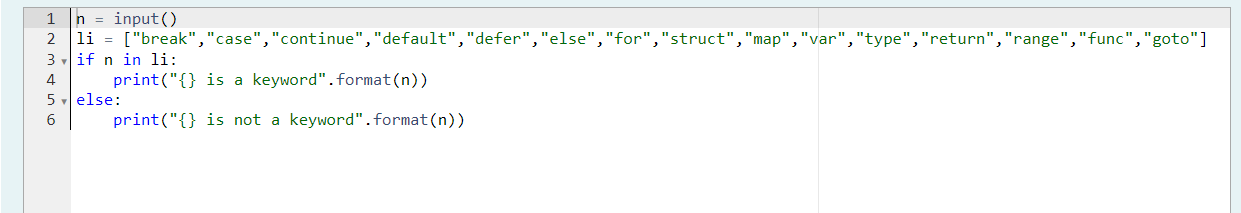 1 n = input()
2 li = ["break","case","continue","default","defer","else","for","struct","map","var","type","return","range","func","goto"]
3 if n in li:
4     print("{} is a keyword".format(n))
5 else:
6     print("{} is not a keyword".format(n))